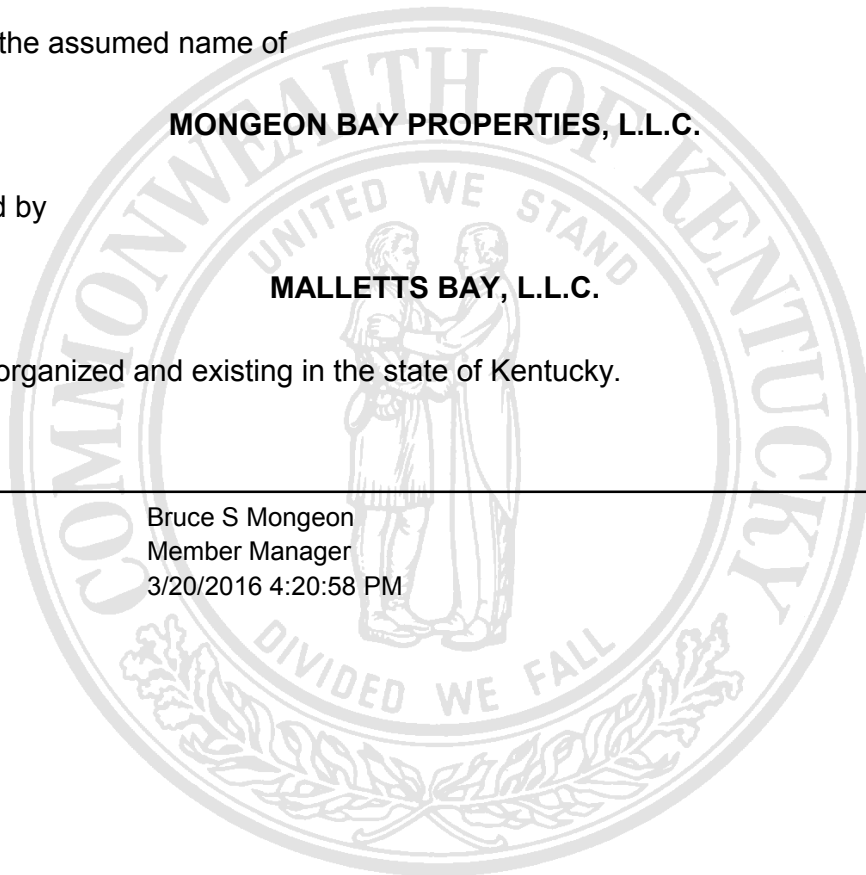 the assumed name of
MONGEON BAY PROPERTIES, L.L.C.
d by
MALLETTS BAY, L.L.C.
organized and existing in the state of Kentucky.
Bruce S Mongeon
Member Manager
3/20/2016 4:20:58 PM
COMMONWEALTH OF KENTUCKY
UNITED WE STAND
DIVIDED WE FALL